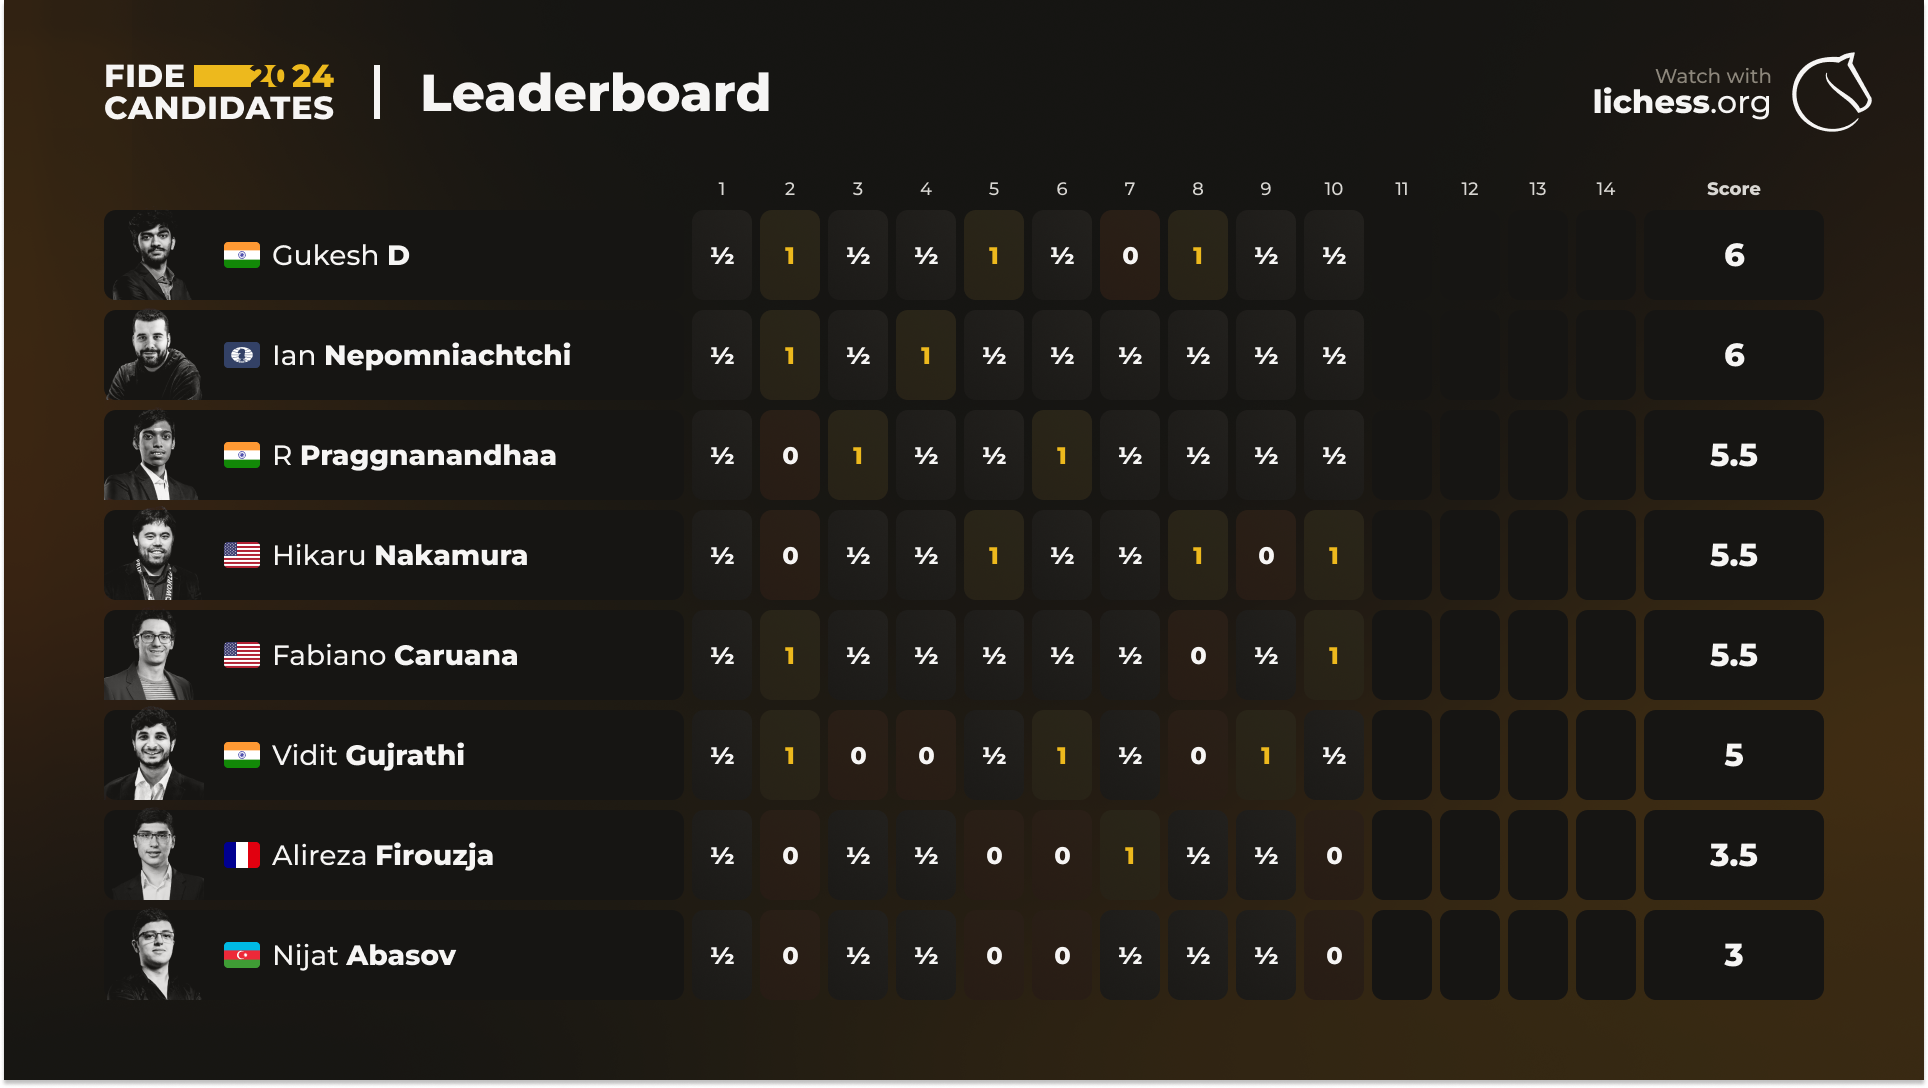 FIDE 2024
CANDIDATES
Leaderboard
Watch with
lichess.org
1 2 3 4 5 6 7 8 9 10 11 12 13 14 Score
Gukesh D ½ 1 ½ ½ 1 ½ 0 1 ½ ½ 6
Ian Nepomniachtchi ½ 1 ½ 1 ½ ½ ½ ½ ½ ½ 6
R Praggnanandhaa ½ 0 1 ½ ½ 1 ½ ½ ½ ½ 5.5
Hikaru Nakamura ½ 0 ½ ½ 1 ½ ½ 1 0 1 5.5
Fabiano Caruana ½ 1 ½ ½ ½ ½ ½ 0 ½ 1 5.5
Vidit Gujrathi ½ 1 0 0 ½ 1 ½ 0 1 ½ 5
Alireza Firouzja ½ 0 ½ ½ 0 0 1 ½ ½ 0 3.5
Nijat Abasov ½ 0 ½ ½ 0 0 ½ ½ ½ 0 3